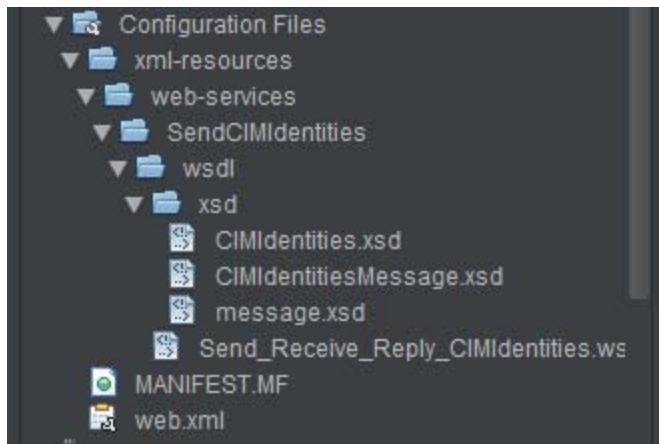 Configuration Files
xml-resources
web-services
SendCIMIdentities
wsdl
xsd
CIMIdentities.xsd
CIMIdentitiesMessage.xsd
message.xsd
Send_Receive_Reply_CIMIdentities.ws
MANIFEST.MF
web.xml